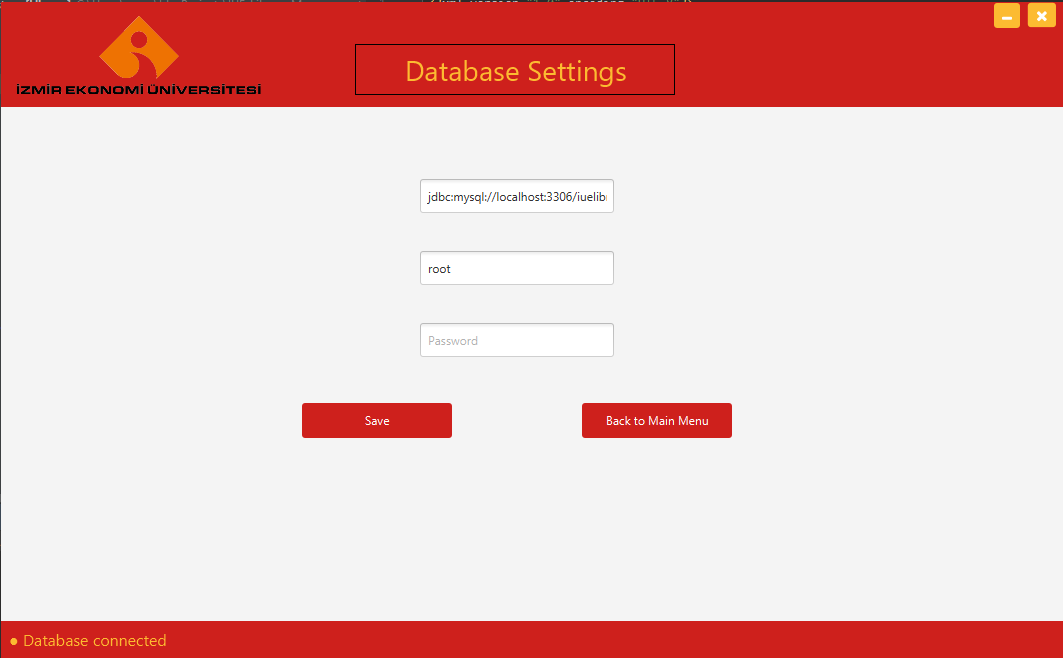 İZMİR EKONOMİ ÜNİVERSİTESİ
Database Settings
jdbc:mysql://localhost:3306/iuelib
root
Password
Save
Back to Main Menu
● Database connected